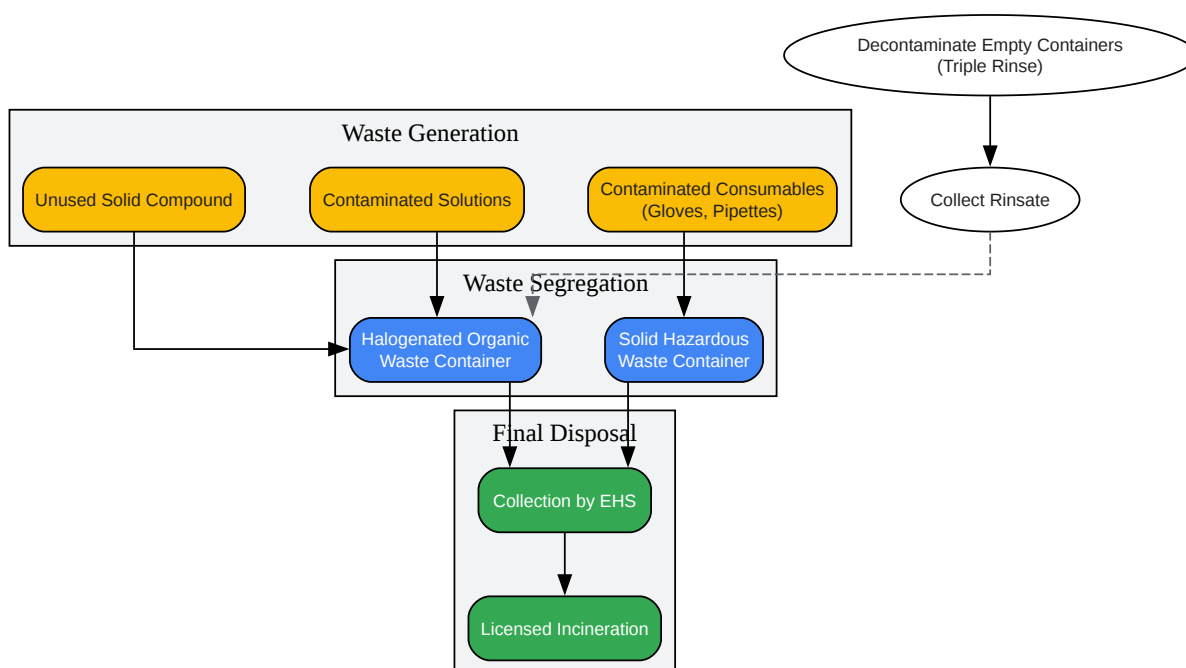 Decontaminate Empty Containers
(Triple Rinse)
Waste Generation
Unused Solid Compound
Contaminated Solutions
Contaminated Consumables
(Gloves, Pipettes)
Collect Rinsate
Waste Segregation
Halogenated Organic
Waste Container
Solid Hazardous
Waste Container
Final Disposal
Collection by EHS
Licensed Incineration